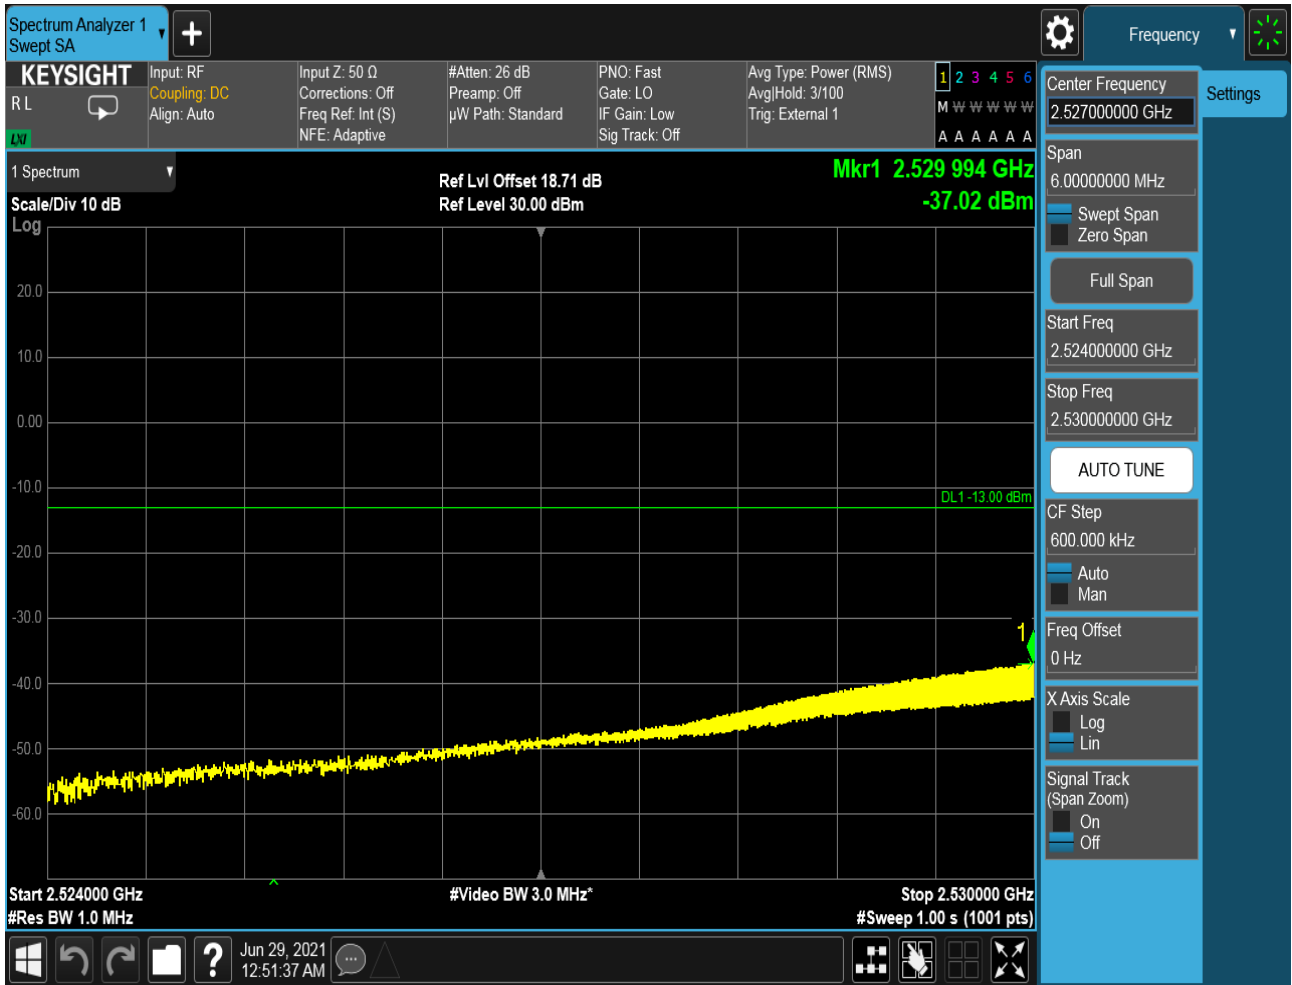 Spectrum Analyzer 1
Swept SA
Frequency
KEYSIGHT
R L
LXI
Input: RF
Coupling: DC
Align: Auto
Input Z: 50 Ω
Corrections: Off
Freq Ref: Int (S)
NFE: Adaptive
#Atten: 26 dB
Preamp: Off
µW Path: Standard
PNO: Fast
Gate: LO
IF Gain: Low
Sig Track: Off
Avg Type: Power (RMS)
Avg|Hold: 3/100
Trig: External 1
1 2 3 4 5 6
M W W W W W
A A A A A A
1 Spectrum
Scale/Div 10 dB
Log
Ref Lvl Offset 18.71 dB
Ref Level 30.00 dBm
Mkr1 2.529 994 GHz
-37.02 dBm
20.0
10.0
0.00
-10.0
-20.0
-30.0
-40.0
-50.0
-60.0
DL1 -13.00 dBm
1
Start 2.524000 GHz
#Res BW 1.0 MHz
#Video BW 3.0 MHz*
Stop 2.530000 GHz
#Sweep 1.00 s (1001 pts)
Center Frequency
2.527000000 GHz
Settings
Span
6.00000000 MHz
Swept Span
Zero Span
Full Span
Start Freq
2.524000000 GHz
Stop Freq
2.530000000 GHz
AUTO TUNE
CF Step
600.000 kHz
Auto
Man
Freq Offset
0 Hz
X Axis Scale
Log
Lin
Signal Track
(Span Zoom)
On
Off
?
Jun 29, 2021
12:51:37 AM